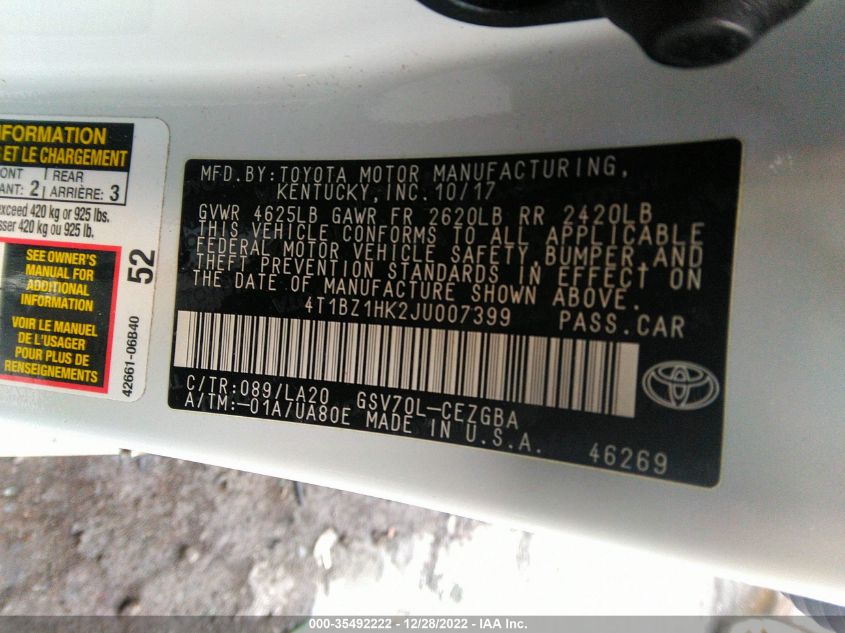 INFORMATION
S ET LE CHARGEMENT
ONT REAR
ANT: 2 ARRIÈRE: 3
exceed 420 kg or 925 lbs.
sser 420 kg ou 925 lb.
SEE OWNER'S
MANUAL FOR
ADDITIONAL
INFORMATION
VOIR LE MANUEL
DE L'USAGER
POUR PLUS DE
RENSEIGNEMENTS
52
42661-06B40
MFD.BY:TOYOTA MOTOR MANUFACTURING,
KENTUCKY,INC.10/17
GVWR 4625LB GAWR FR 2620LB RR 2420LB
THIS VEHICLE CONFORMS TO ALL APPLICABLE
FEDERAL MOTOR VEHICLE SAFETY,BUMPER,AND
THEFT PREVENTION STANDARDS IN EFFECT ON
THE DATE OF MANUFACTURE SHOWN ABOVE.
4T1BZ1HK2JU007399 PASS.CAR
C/TR:089/LA20 GSV70L-CEZGBA
A/TM:-01A/UA80E MADE IN U.S.A.
46269
TOYOTA
000-35492222 - 12/28/2022 - IAA Inc.